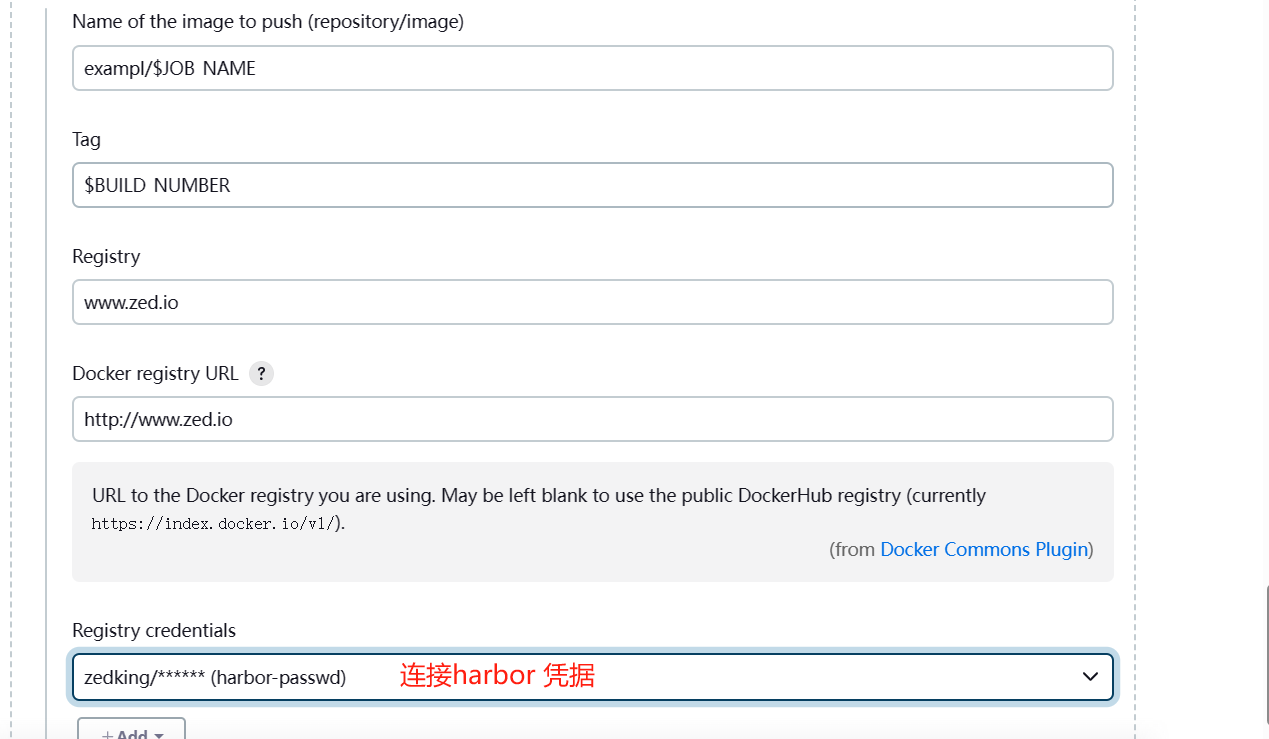 Name of the image to push (repository/image)
exampl/$JOB_NAME
Tag
$BUILD_NUMBER
Registry
www.zed.io
Docker registry URL ?
http://www.zed.io
URL to the Docker registry you are using. May be left blank to use the public DockerHub registry (currently
https://index.docker.io/v1/).
(from Docker Commons Plugin)
Registry credentials
zedking/****** (harbor-passwd) 连接harbor 凭据
+ Add